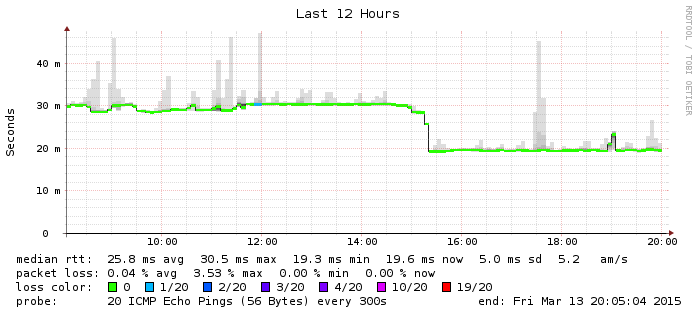 Last 12 Hours
RRDTOOL / TOBI OETIKER
Seconds
40 m
30 m
20 m
10 m
0
10:00 12:00 14:00 16:00 18:00 20:00
median rtt: 25.8 ms avg 30.5 ms max 19.3 ms min 19.6 ms now 5.0 ms sd 5.2 am/s
packet loss: 0.04 % avg 3.53 % max 0.00 % min 0.00 % now
loss color: 0 1/20 2/20 3/20 4/20 10/20 19/20
probe: 20 ICMP Echo Pings (56 Bytes) every 300s end: Fri Mar 13 20:05:04 2015